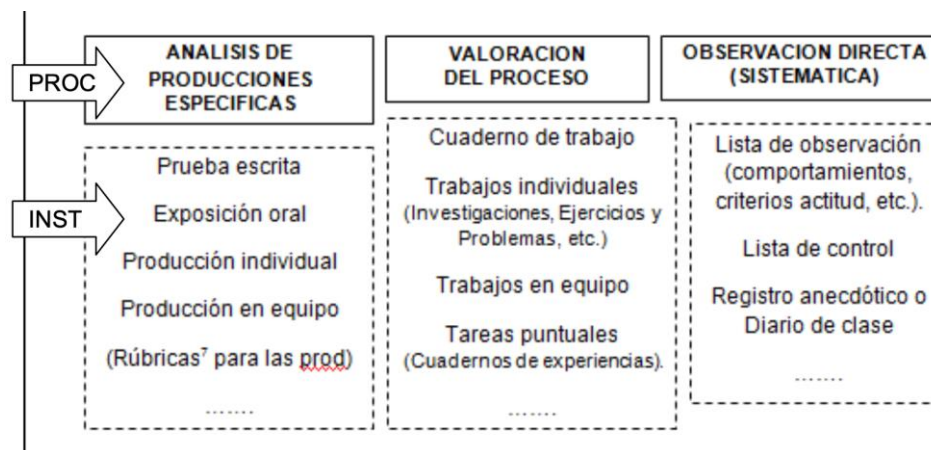 PROC
ANALISIS DE
PRODUCCIONES
ESPECIFICAS
VALORACION
DEL PROCESO
OBSERVACION DIRECTA
(SISTEMATICA)
INST
Prueba escrita
Exposición oral
Producción individual
Producción en equipo
(Rúbricas⁷ para las prod)
…….
Cuaderno de trabajo
Trabajos individuales
(Investigaciones, Ejercicios y
Problemas, etc.)
Trabajos en equipo
Tareas puntuales
(Cuadernos de experiencias).
…….
Lista de observación
(comportamientos,
criterios actitud, etc.).
Lista de control
Registro anecdótico o
Diario de clase
…….